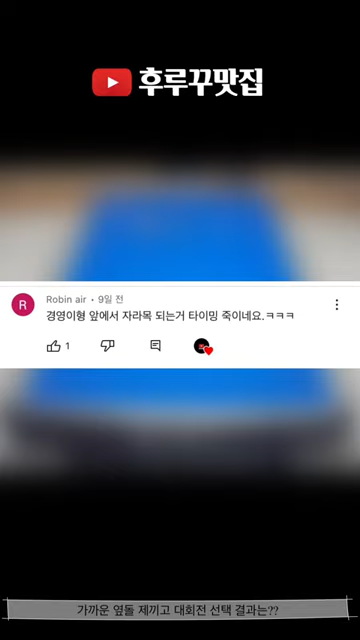 후루꾸맛집
R
Robin air • 9일 전
경영이형 앞에서 자라목 되는거 타이밍 죽이네요.ㅋㅋㅋ
1
가까운 옆돌 제끼고 대회전 선택 결과는??